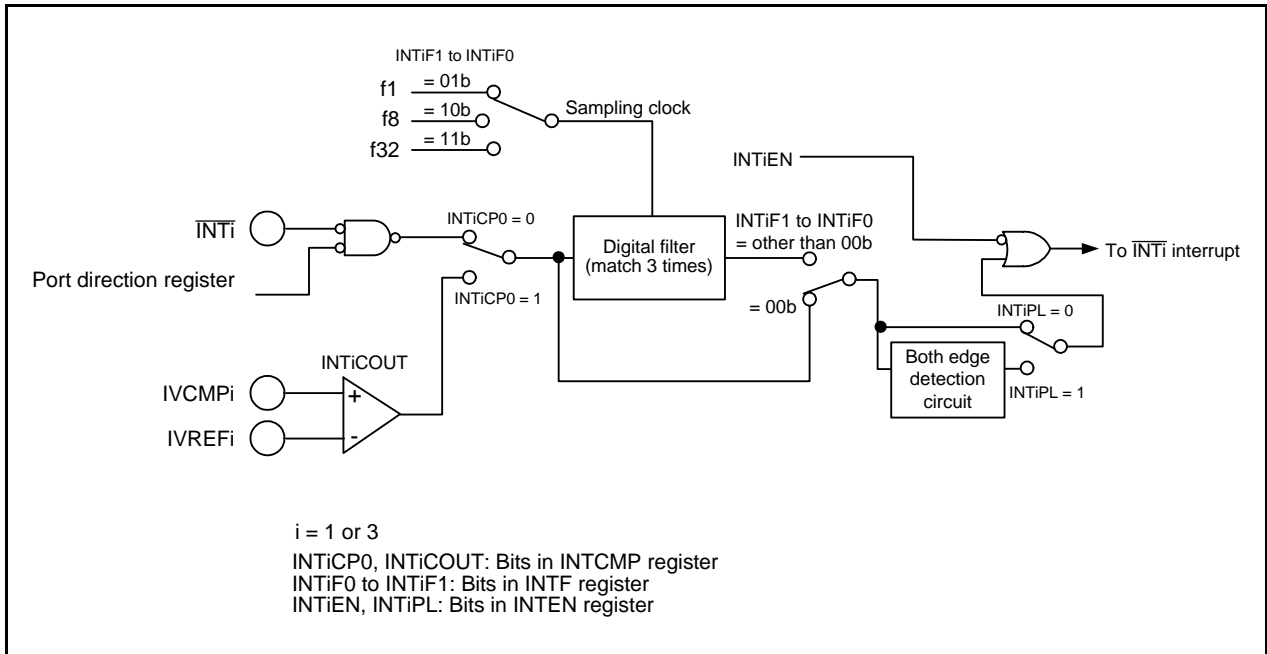 INTiF1 to INTiF0
f1
= 01b
f8
= 10b
f32
= 11b
Sampling clock
INTiEN
INTi
Port direction register
INTiCP0 = 0
INTiCP0 = 1
Digital filter
(match 3 times)
INTiF1 to INTiF0
= other than 00b
= 00b
To INTi interrupt
INTiPL = 0
INTiPL = 1
Both edge
detection
circuit
INTiCOUT
IVCMPi
+
IVREFi
-
i = 1 or 3
INTiCP0, INTiCOUT: Bits in INTCMP register
INTiF0 to INTiF1: Bits in INTF register
INTiEN, INTiPL: Bits in INTEN register